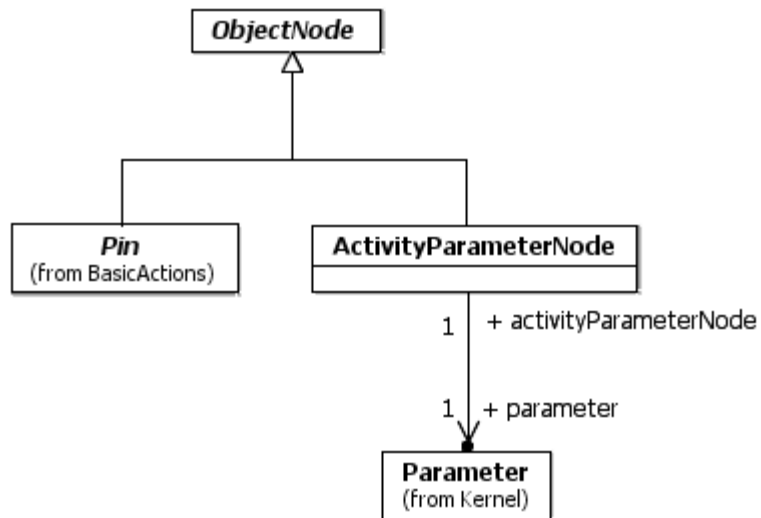 ObjectNode
Pin
(from BasicActions)
ActivityParameterNode
1
+ activityParameterNode
1
+ parameter
Parameter
(from Kernel)